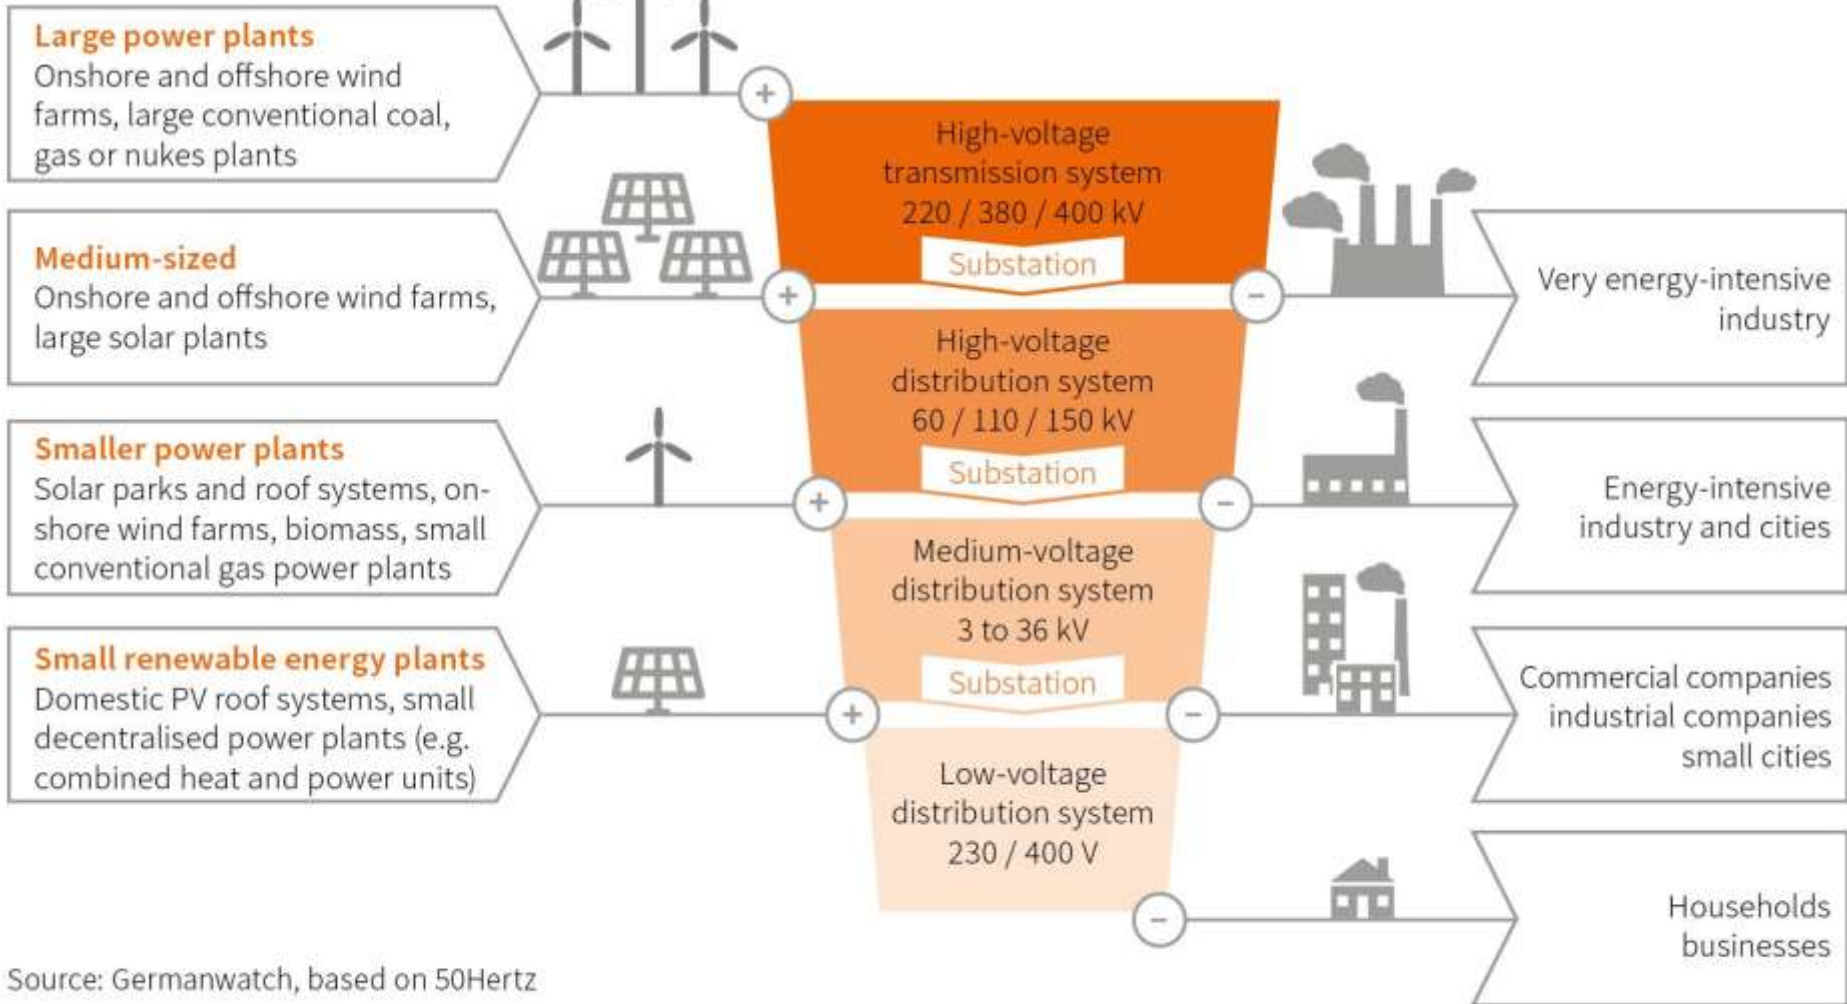 Large power plants
Onshore and offshore wind
farms, large conventional coal,
gas or nukes plants
Medium-sized
Onshore and offshore wind farms,
large solar plants
Smaller power plants
Solar parks and roof systems, on-
shore wind farms, biomass, small
conventional gas power plants
Small renewable energy plants
Domestic PV roof systems, small
decentralised power plants (e.g.
combined heat and power units)
+
+
+
+
High-voltage
transmission system
220 / 380 / 400 kV
Substation
High-voltage
distribution system
60 / 110 / 150 kV
Substation
Medium-voltage
distribution system
3 to 36 kV
Substation
Low-voltage
distribution system
230 / 400 V
−
−
−
−
Very energy-intensive
industry
Energy-intensive
industry and cities
Commercial companies
industrial companies
small cities
Households
businesses
Source: Germanwatch, based on 50Hertz